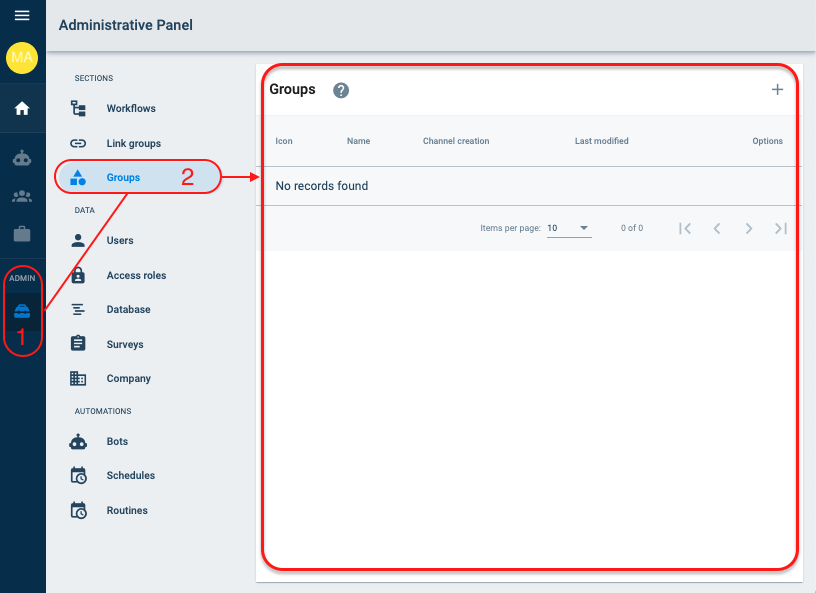 Administrative Panel
MA
SECTIONS
Workflows
Link groups
Groups 2
DATA
Users
Access roles
Database
Surveys
Company
AUTOMATIONS
Bots
Schedules
Routines
ADMIN
1
Groups ?
Icon Name Channel creation Last modified Options
No records found
Items per page: 10 0 of 0